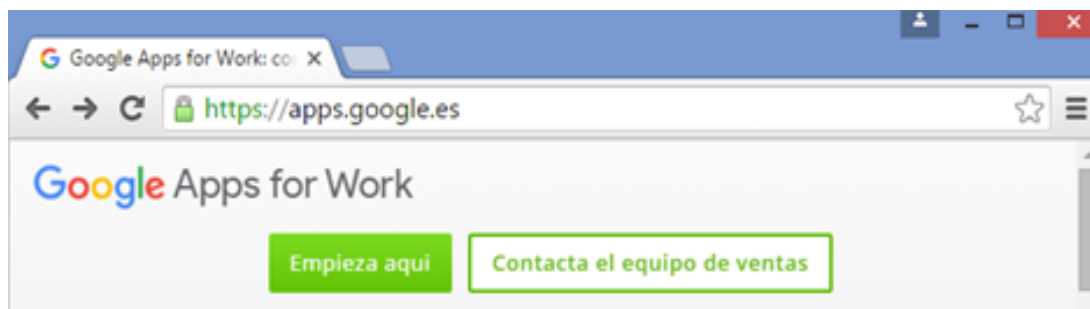 Google Apps for Work: co
https://apps.google.es
Google Apps for Work
Empieza aqui
Contacta el equipo de ventas